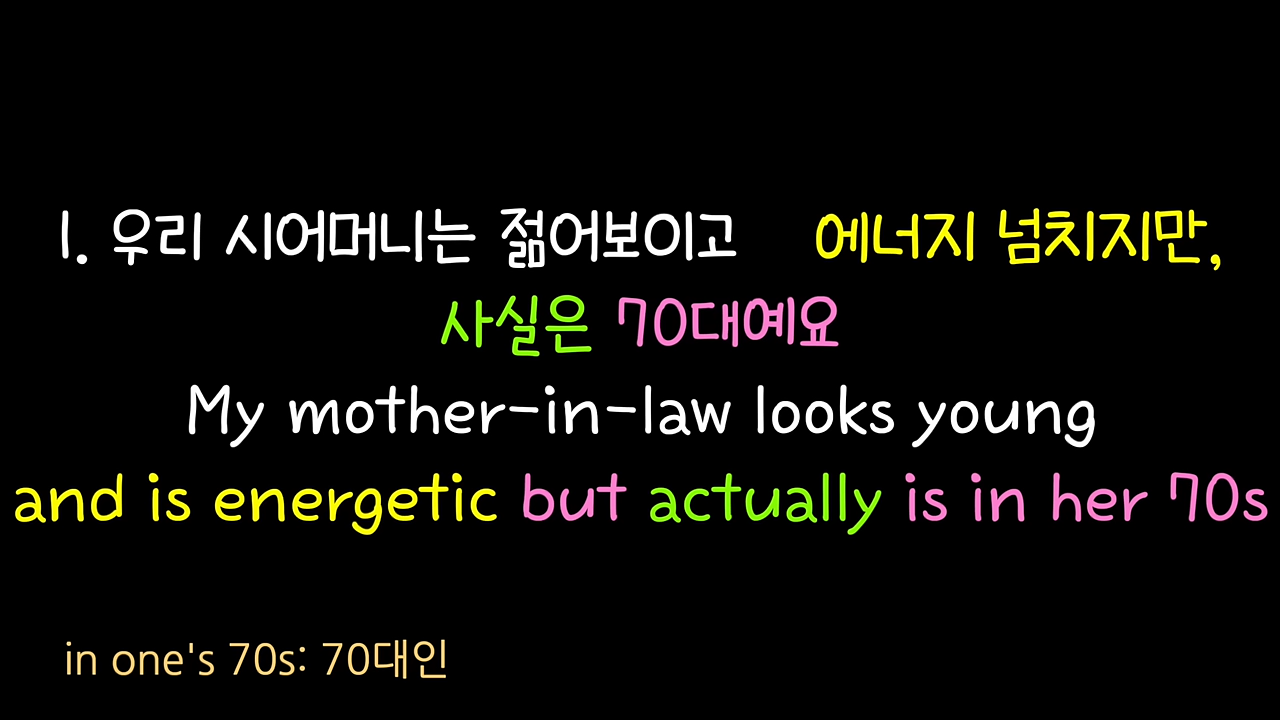 1. 우리 시어머니는 젊어보이고 에너지 넘치지만,
사실은 70대예요
My mother-in-law looks young
and is energetic but actually is in her 70s
in one's 70s: 70대인